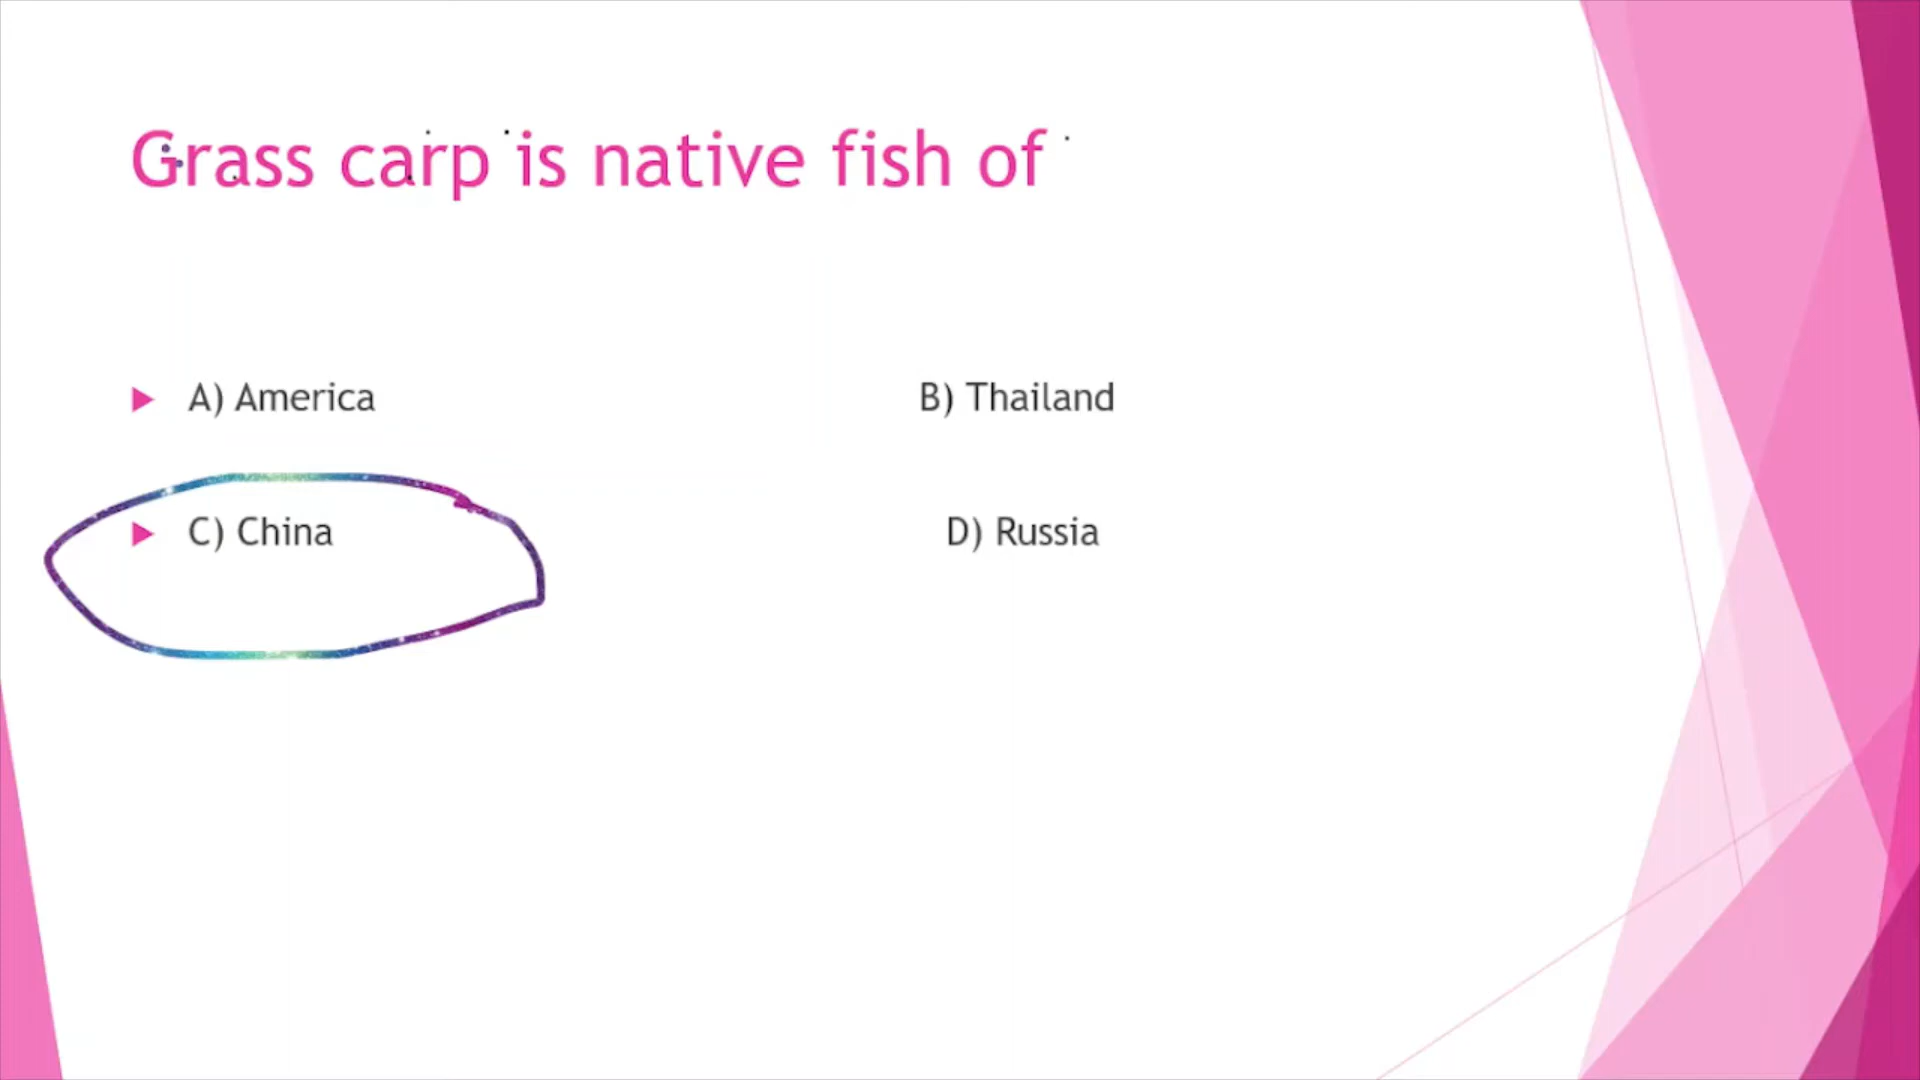 Grass carp is native fish of
A) America B) Thailand
C) China D) Russia